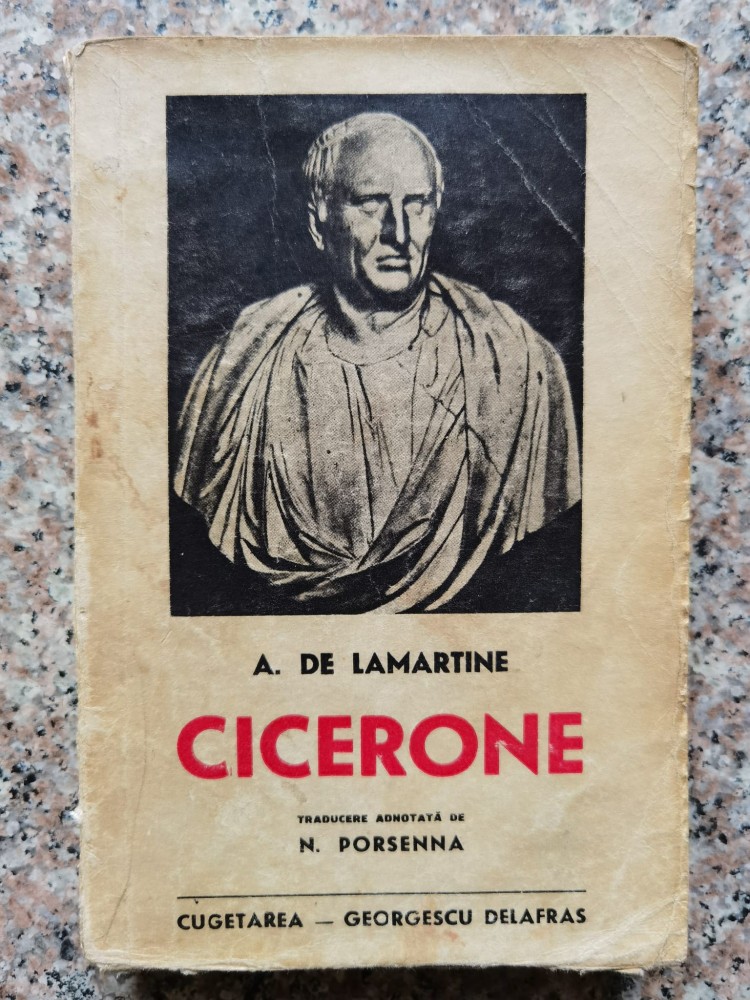 A. DE LAMARTINE
CICERONE
TRADUCERE ADNOTATĂ DE
N. PORSENNA
CUGETAREA — GEORGESCU DELAFRAS